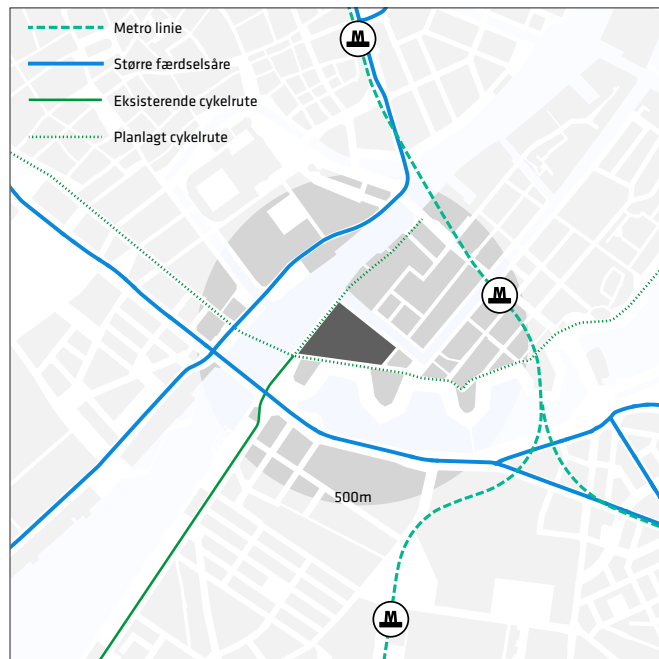 Metro linie
Større færdselsåre
Eksisterende cykelrute
Planlagt cykelrute
M
M
500m
M